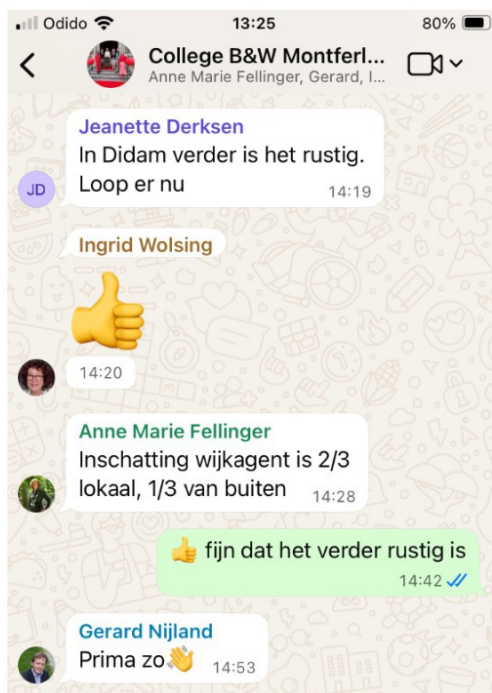 Odido 13:25 80%
College B&W Montferl...
Anne Marie Fellinger, Gerard, I...
Jeanette Derksen
In Didam verder is het rustig.
Loop er nu 14:19
JD
Ingrid Wolsing
👍
14:20
Anne Marie Fellinger
Inschatting wijkagent is 2/3
lokaal, 1/3 van buiten 14:28
👍 fijn dat het verder rustig is
14:42
Gerard Nijland
Prima zo👋 14:53